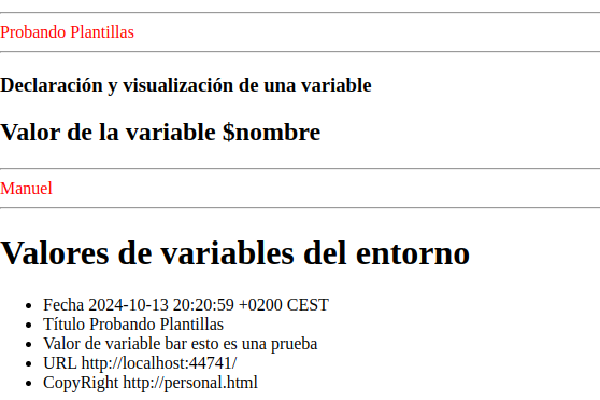 Probando Plantillas
Declaración y visualización de una variable
Valor de la variable $nombre
Manuel
Valores de variables del entorno
Fecha 2024-10-13 20:20:59 +0200 CEST
Título Probando Plantillas
Valor de variable bar esto es una prueba
URL http://localhost:44741/
CopyRight http://personal.html